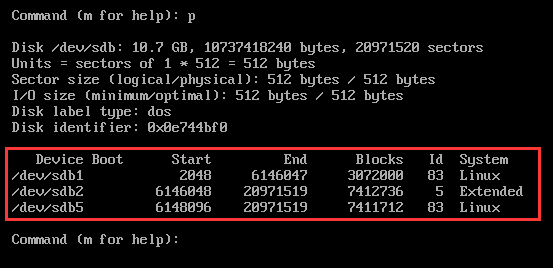 Command (m for help): p
Disk /dev/sdb: 10.7 GB, 10737418240 bytes, 20971520 sectors
Units = sectors of 1 * 512 = 512 bytes
Sector size (logical/physical): 512 bytes / 512 bytes
I/O size (minimum/optimal): 512 bytes / 512 bytes
Disk label type: dos
Disk identifier: 0x0e744bf0
Device Boot Start End Blocks Id System
/dev/sdb1 2048 6146047 3072000 83 Linux
/dev/sdb2 6146048 20971519 7412736 5 Extended
/dev/sdb5 6148096 20971519 7411712 83 Linux
Command (m for help):